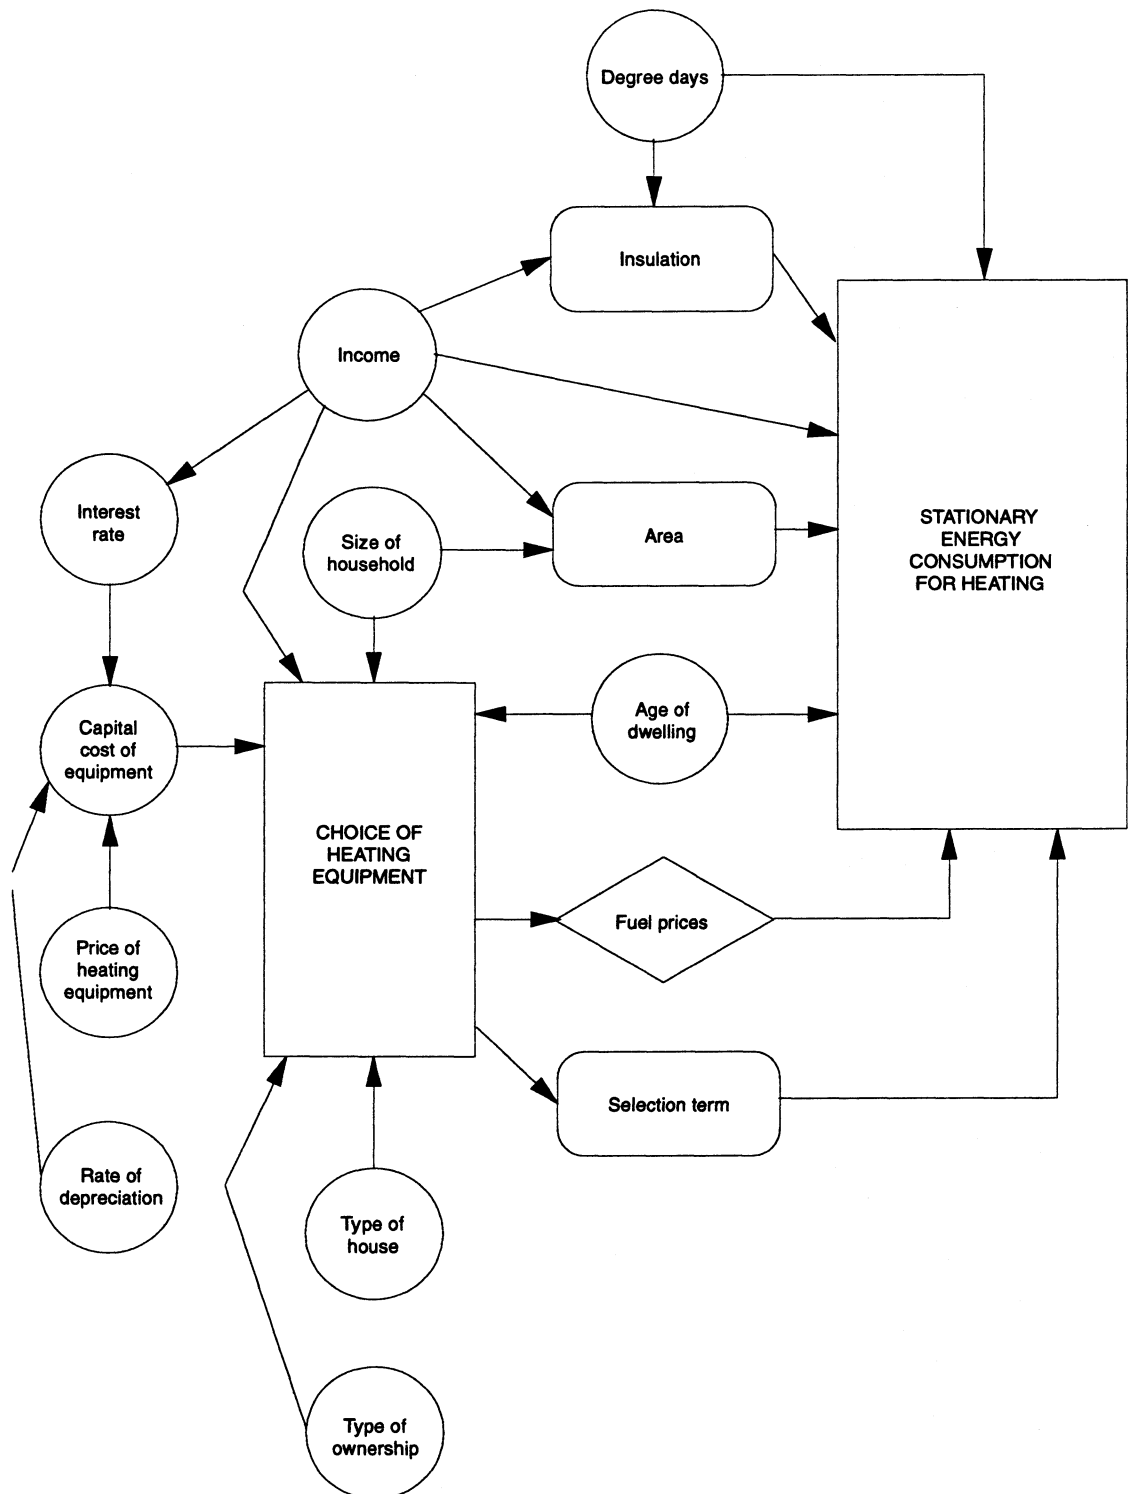 Degree days
Insulation
Income
Interest
rate
Size of
household
Area
STATIONARY
ENERGY
CONSUMPTION
FOR HEATING
Capital
cost of
equipment
Age of
dwelling
CHOICE OF
HEATING
EQUIPMENT
Fuel prices
Price of
heating
equipment
Selection term
Rate of
depreciation
Type of
house
Type of
ownership